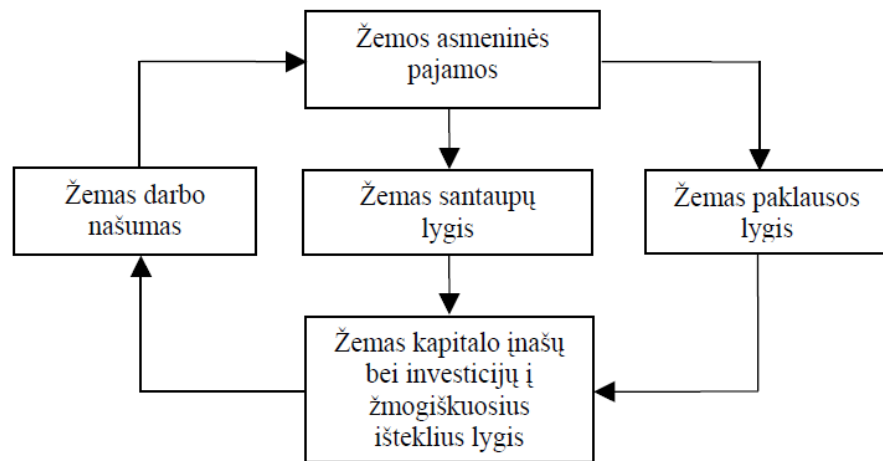 Žemos asmeninės
pajamos
Žemas darbo
našumas
Žemas santaupų
lygis
Žemas paklausos
lygis
Žemas kapitalo įnašų
bei investicijų į
žmogiškuosius
išteklius lygis